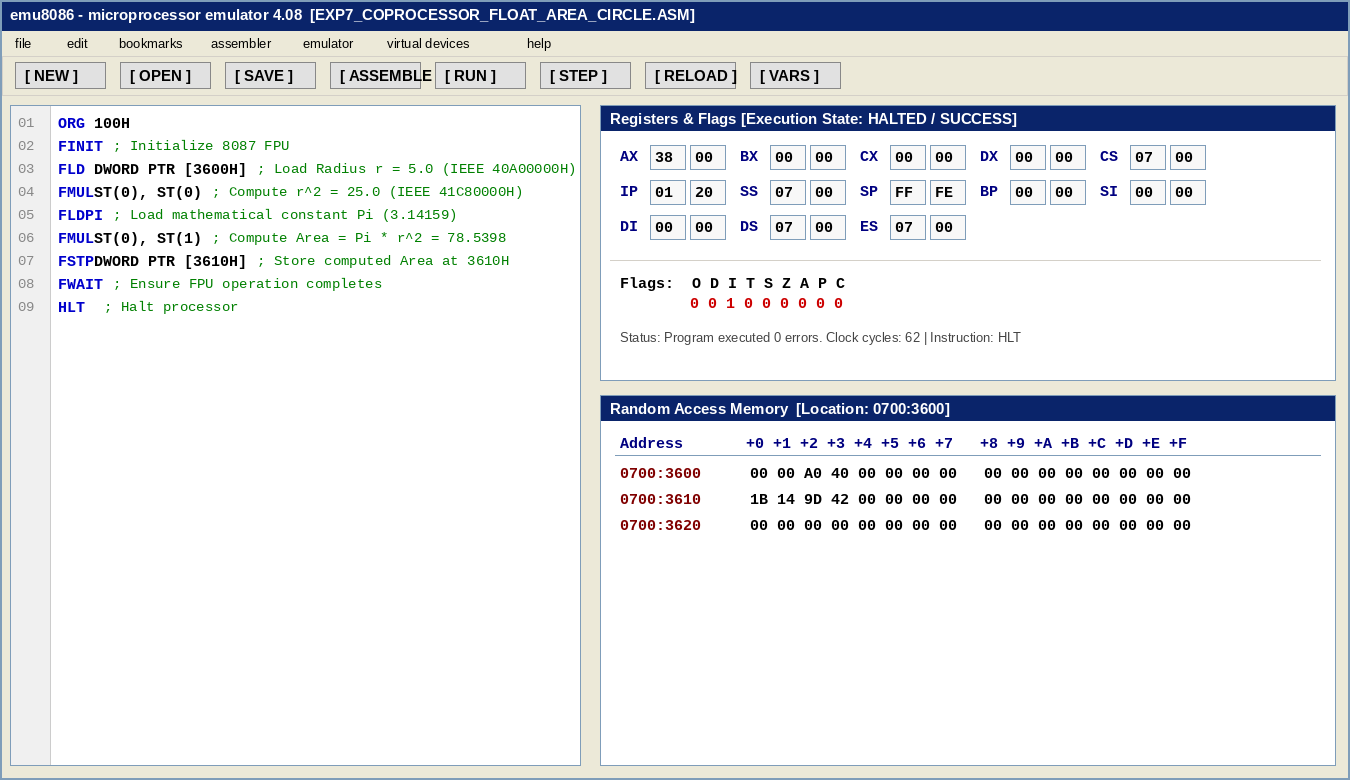 emu8086 - microprocessor emulator 4.08 [EXP7_COPROCESSOR_FLOAT_AREA_CIRCLE.ASM]
file edit bookmarks assembler emulator virtual devices help
[ NEW ] [ OPEN ] [ SAVE ] [ ASSEMBLE [ RUN ] [ STEP ] [ RELOAD ] [ VARS ]
01 ORG 100H
02 FINIT ; Initialize 8087 FPU
03 FLD DWORD PTR [3600H] ; Load Radius r = 5.0 (IEEE 40A00000H)
04 FMULST(0), ST(0) ; Compute r^2 = 25.0 (IEEE 41C80000H)
05 FLDPI ; Load mathematical constant Pi (3.14159)
06 FMULST(0), ST(1) ; Compute Area = Pi * r^2 = 78.5398
07 FSTPDWORD PTR [3610H] ; Store computed Area at 3610H
08 FWAIT ; Ensure FPU operation completes
09 HLT ; Halt processor
Registers & Flags [Execution State: HALTED / SUCCESS]
AX 38 00 BX 00 00 CX 00 00 DX 00 00 CS 07 00
IP 01 20 SS 07 00 SP FF FE BP 00 00 SI 00 00
DI 00 00 DS 07 00 ES 07 00
Flags: O D I T S Z A P C
0 0 1 0 0 0 0 0 0
Status: Program executed 0 errors. Clock cycles: 62 | Instruction: HLT
Random Access Memory [Location: 0700:3600]
Address +0 +1 +2 +3 +4 +5 +6 +7 +8 +9 +A +B +C +D +E +F
0700:3600 00 00 A0 40 00 00 00 00 00 00 00 00 00 00 00 00
0700:3610 1B 14 9D 42 00 00 00 00 00 00 00 00 00 00 00 00
0700:3620 00 00 00 00 00 00 00 00 00 00 00 00 00 00 00 00